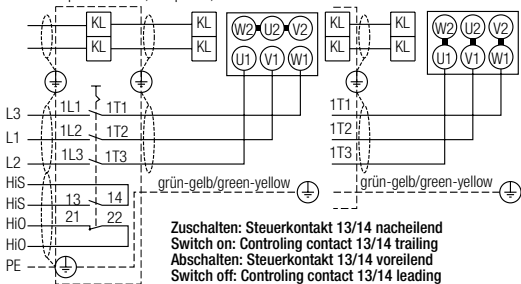 KL KL KL KL
KL KL KL KL
W2 U2 V2 W2 U2 V2
U1 V1 W1 U1 V1 W1
L3 1L1 1T1 1T1
L1 1L2 1T2 1T2
L2 1L3 1T3 1T3
HiS
HiS 13 14
grün-gelb/green-yellow grün-gelb/green-yellow
HiO 21 22
HiO
PE
Zuschalten: Steuerkontakt 13/14 nacheilend
Switch on: Controling contact 13/14 trailing
Abschalten: Steuerkontakt 13/14 voreilend
Switch off: Controling contact 13/14 leading